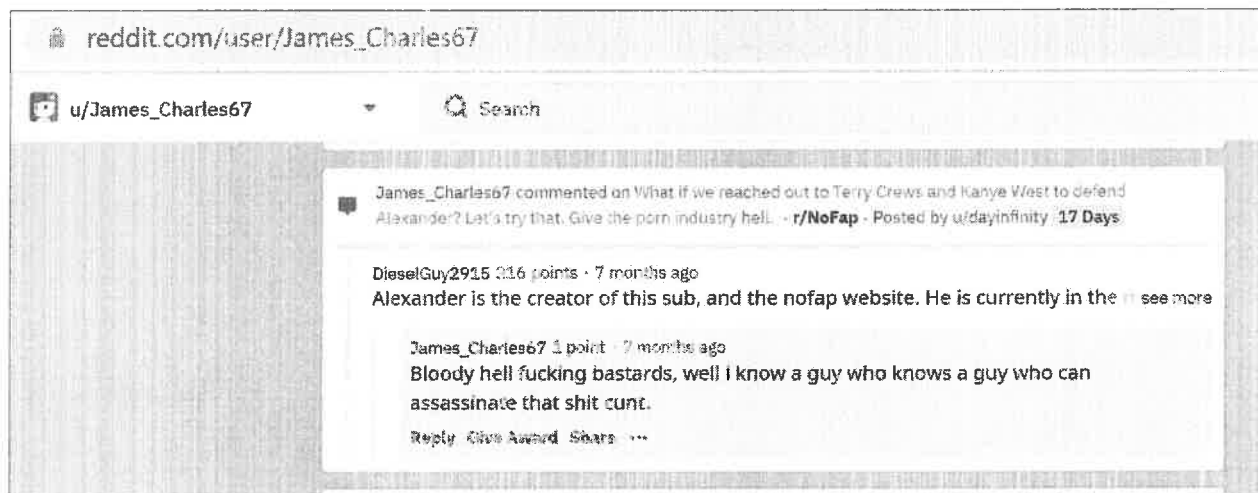 reddit.com/user/James_Charles67
u/James_Charles67
Search
James_Charles67 commented on What if we reached out to Terry Crews and Kanye West to defend
Alexander? Let's try that. Give the porn industry hell. · r/NoFap · Posted by u/dayinfinity 17 Days
DieselGuy2915 316 points · 7 months ago
Alexander is the creator of this sub, and the nofap website. He is currently in the see more
James_Charles67 1 point · 7 months ago
Bloody hell fucking bastards, well i know a guy who knows a guy who can
assassinate that shit cunt.
Reply Give Award Share ···